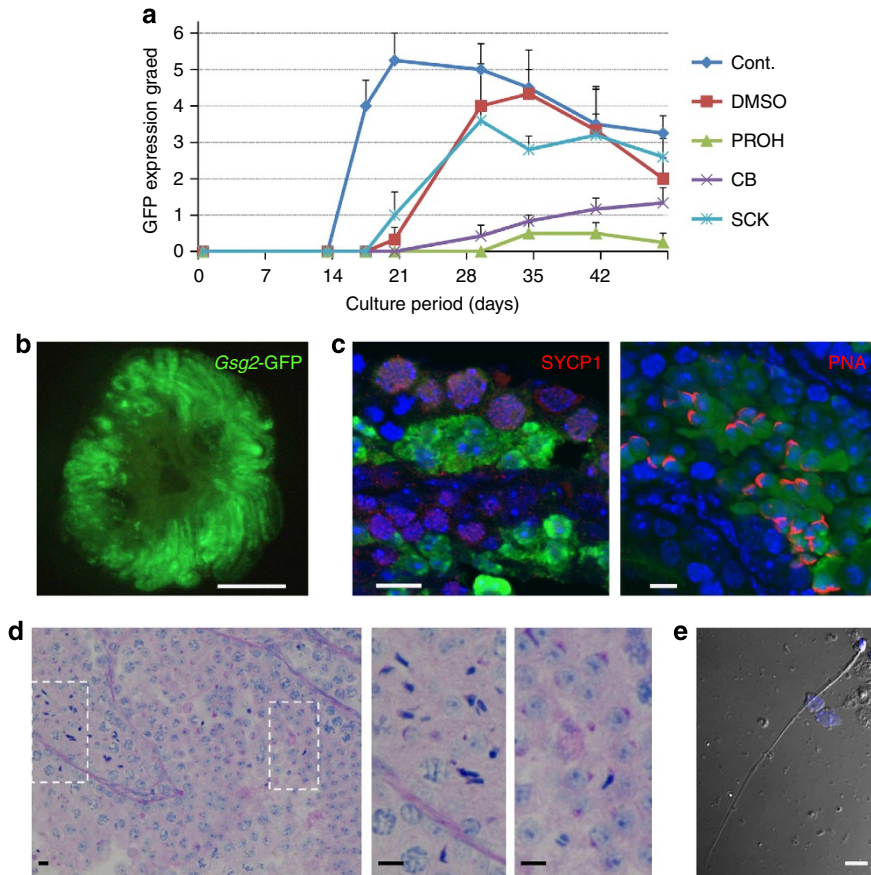 a
6
5
4
3
2
1
0
GFP expression graed
0 7 14 21 28 35 42
Culture period (days)
Cont.
DMSO
PROH
CB
SCK
b
Gsg2-GFP
c
SYCP1
PNA
d
e